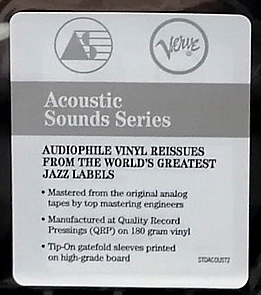 AS Verve
Acoustic
Sounds Series
AUDIOPHILE VINYL REISSUES
FROM THE WORLD'S GREATEST
JAZZ LABELS
• Mastered from the original analog
tapes by top mastering engineers
• Manufactured at Quality Record
Pressings (QRP) on 180 gram vinyl
• Tip-On gatefold sleeves printed
on high-grade board
STDACOUST2